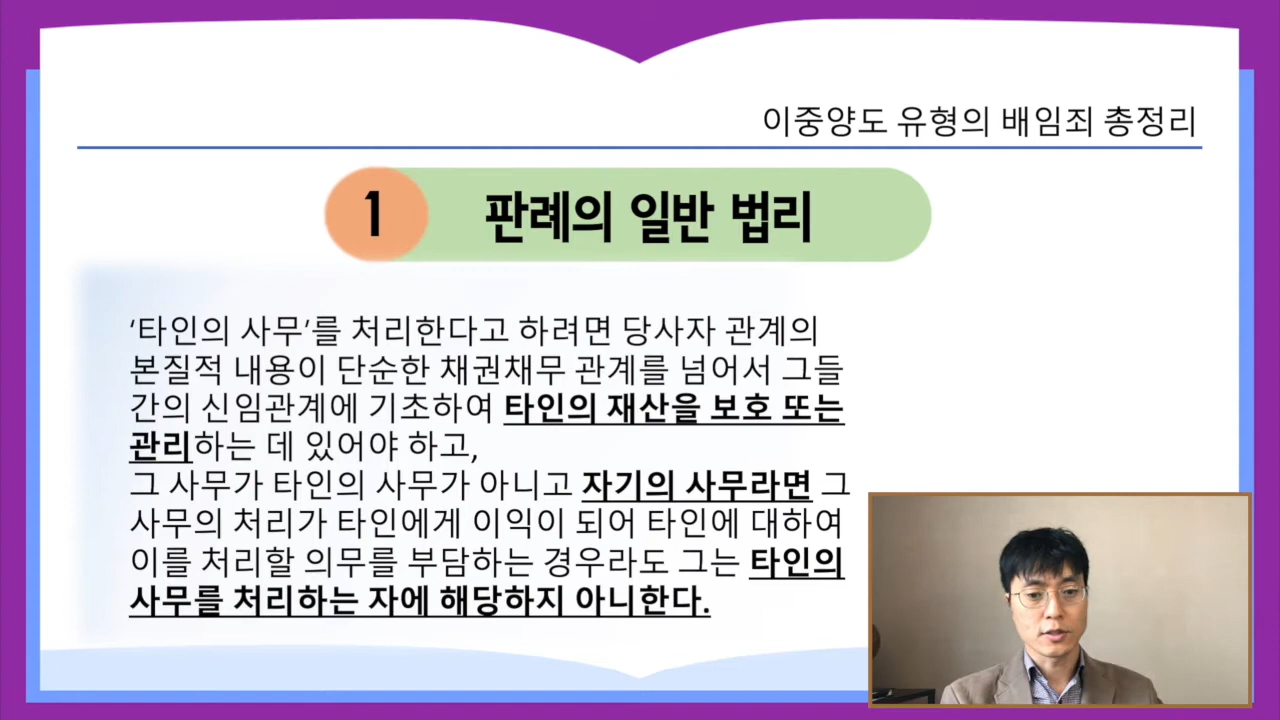 이중양도 유형의 배임죄 총정리
1 판례의 일반 법리
‘타인의 사무’를 처리한다고 하려면 당사자 관계의
본질적 내용이 단순한 채권채무 관계를 넘어서 그들
간의 신임관계에 기초하여 타인의 재산을 보호 또는
관리하는 데 있어야 하고,
그 사무가 타인의 사무가 아니고 자기의 사무라면 그
사무의 처리가 타인에게 이익이 되어 타인에 대하여
이를 처리할 의무를 부담하는 경우라도 그는 타인의
사무를 처리하는 자에 해당하지 아니한다.